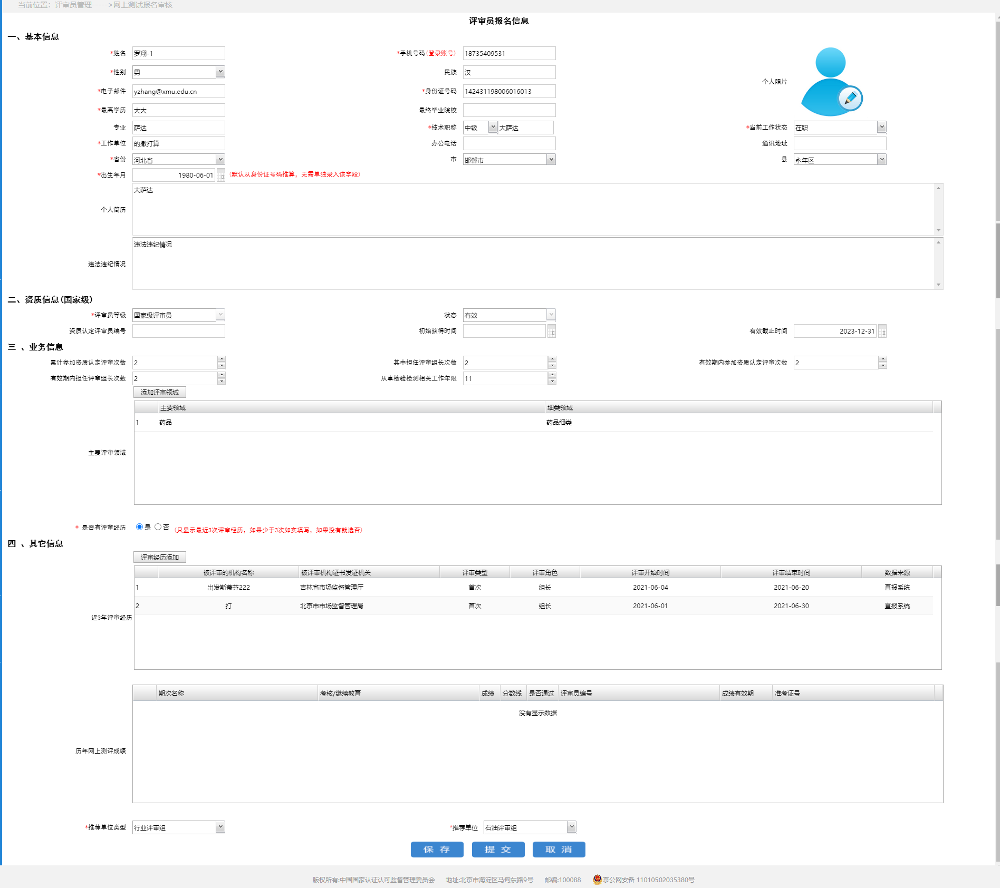 当前位置：评审员管理----->网上测试报名审核
评审员报名信息
一、基本信息
*姓名 罗翔-1 *手机号码(登录账号) 18735409531
*性别 男 民族 汉 个人照片
*电子邮件 yzhang@xmu.edu.cn *身份证号码 142431198006016013
*最高学历 大大 最终毕业院校
专业 萨达 *技术职称 中级 大萨达 *当前工作状态 在职
*工作单位 的撒打算 办公电话 通讯地址
*省份 河北省 市 邯郸市 县 永年区
*出生年月 1980-06-01 (默认从身份证号码推算，无需单独录入该字段)
个人简历 大萨达
违法违纪情况 违法违纪情况
二、资质信息(国家级)
*评审员等级 国家级评审员 状态 有效
资质认定评审员编号 初始获得时间 有效截止时间 2023-12-31
三 、业务信息
累计参加资质认定评审次数 2 其中担任评审组长次数 2 有效期内参加资质认定评审次数 2
有效期内担任评审组长次数 2 从事检验检测相关工作年限 11
添加评审领域
主要领域 细类领域
1 药品 药品细类
主要评审领域
* 是否有评审经历 是 否 (只显示最近3次评审经历，如果少于3次如实填写，如果没有就选否)
四 、其它信息
评审经历添加
被评审的机构名称 被评审机构证书发证机关 评审类型 评审角色 评审开始时间 评审结束时间 数据来源
1 出发斯蒂芬222 吉林省市场监督管理厅 首次 组长 2021-06-04 2021-06-20 直报系统
2 打 北京市市场监督管理局 首次 组长 2021-06-01 2021-06-30 直报系统
近3年评审经历
期次名称 考核/继续教育 成绩 分数线 是否通过 评审员编号 成绩有效期 准考证号
没有显示数据
历年网上测评成绩
*推荐单位类型 行业评审组 *推荐单位 石油评审组
保 存 提 交 取 消
版权所有:中国国家认证认可监督管理委员会 地址:北京市海淀区马甸东路9号 邮编:100088 京公网安备 11010502035380号